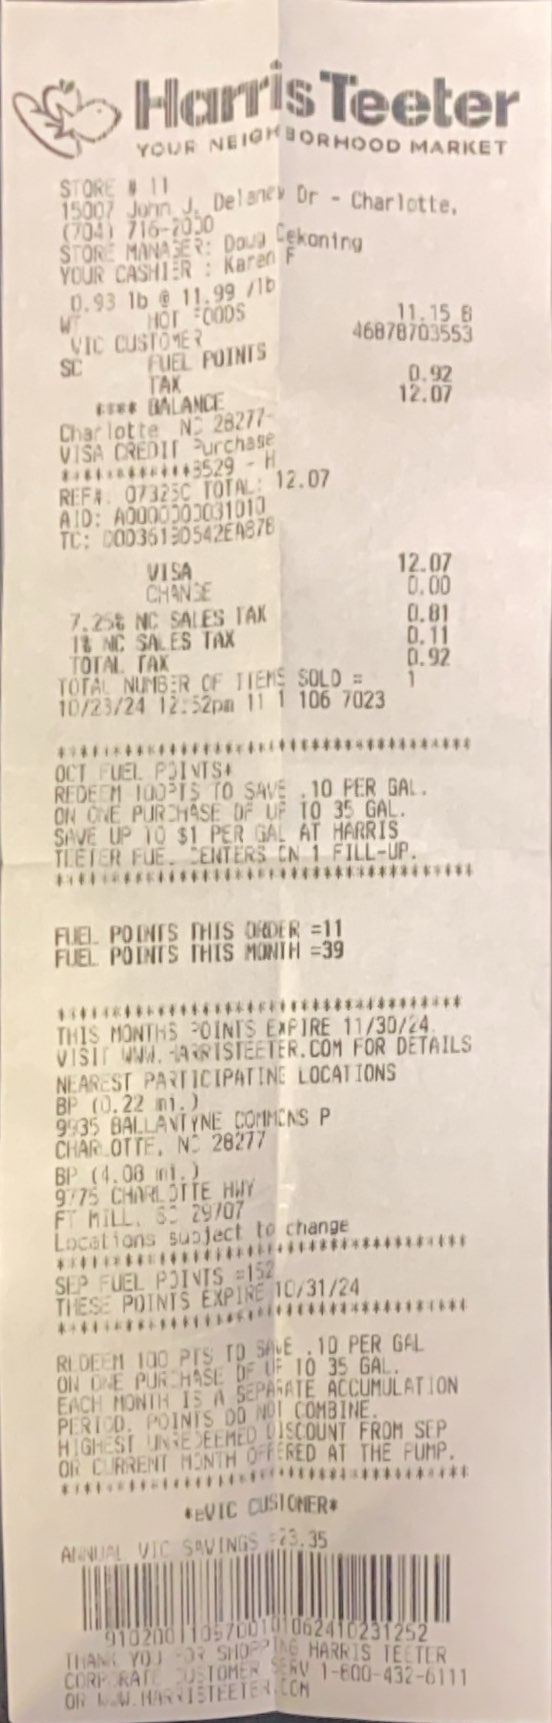 Harris Teeter
YOUR NEIGHBORHOOD MARKET
STORE # 11
15007 John J. Delaney Dr - Charlotte,
(704) 716-2000
STORE MANAGER: Doug Cekoning
YOUR CASHIER : Karen F
0.93 lb @ 11.99 /lb
WT HOT FOODS 11.15 B
VIC CUSTOMER 46878703553
SC FUEL POINTS
TAX 0.92
**** BALANCE 12.07
Charlotte NC 28277-
VISA CREDIT Purchase
************3529 - H
REF#: 07325C TOTAL: 12.07
AID: A0000000031010
TC:
VISA 12.07
CHANGE 0.00
7.25% NC SALES TAX 0.81
1% NC SALES TAX 0.11
TOTAL TAX 0.92
TOTAL NUMBER OF ITEMS SOLD = 1
10/23/24 12:52pm 11 1 106 7023
****************************************
OCT FUEL POINTS*
REDEEM 100PTS TO SAVE .10 PER GAL.
ON ONE PURCHASE OF UP TO 35 GAL.
SAVE UP TO $1 PER GAL AT HARRIS
TEETER FUEL CENTERS ON 1 FILL-UP.
****************************************
FUEL POINTS THIS ORDER =11
FUEL POINTS THIS MONTH =39
****************************************
THIS MONTHS POINTS EXPIRE 11/30/24.
VISIT WWW.HARRISTEETER.COM FOR DETAILS
NEAREST PARTICIPATING LOCATIONS
BP (0.22 mi.)
9935 BALLANTYNE COMMONS P
CHARLOTTE, NC 28277
BP (4.08 mi.)
9775 CHARLOTTE HWY
FT MILL, SC 29707
Locations subject to change
****************************************
SEP FUEL POINTS =152
THESE POINTS EXPIRE 10/31/24
****************************************
REDEEM 100 PTS TO SAVE .10 PER GAL
ON ONE PURCHASE OF UP TO 35 GAL.
EACH MONTH IS A SEPARATE ACCUMULATION
PERIOD. POINTS DO NOT COMBINE.
HIGHEST UNREDEEMED DISCOUNT FROM SEP
OR CURRENT MONTH OFFERED AT THE PUMP.
****************************************
*eVIC CUSTOMER*
ANNUAL VIC SAVINGS =23.35
THANK YOU FOR SHOPPING HARRIS TEETER
CORPORATE CUSTOMER SERV 1-800-432-6111
OR WWW.HARRISTEETER.COM